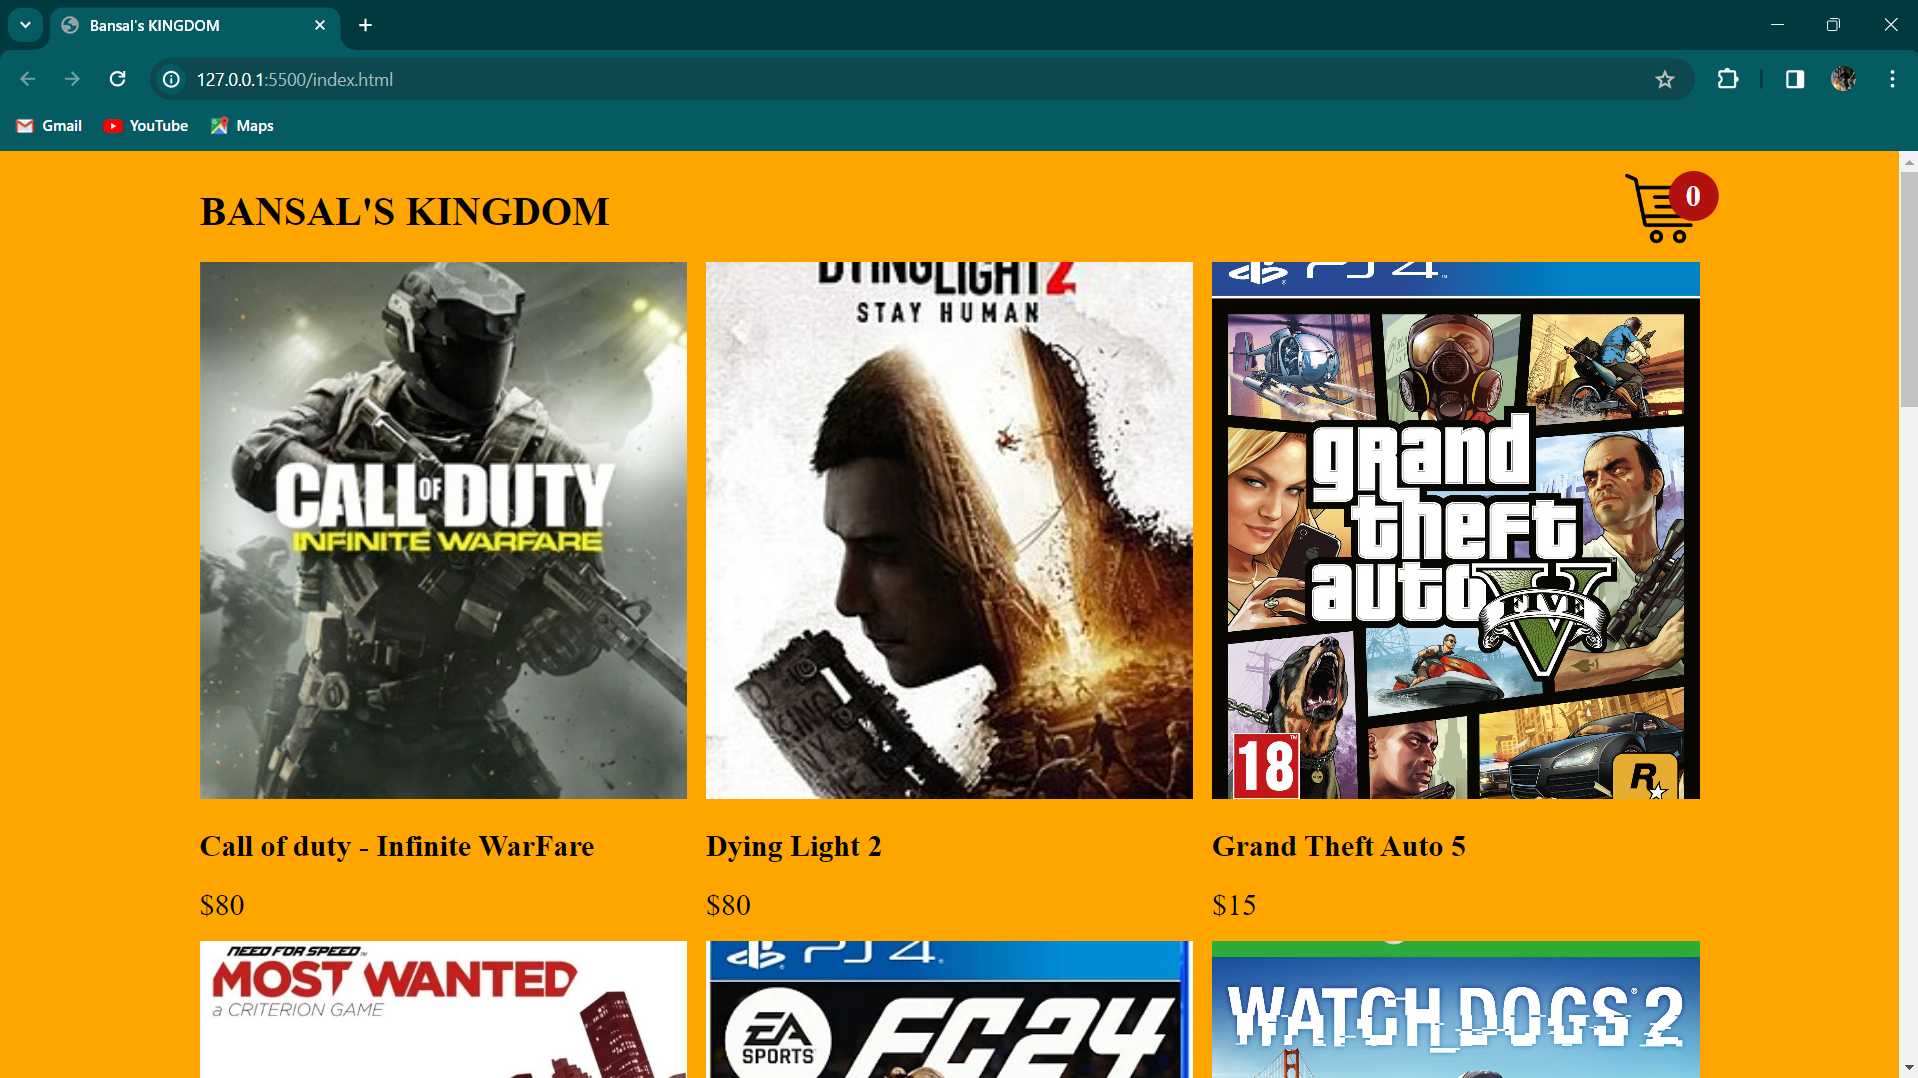 Bansal's KINGDOM
127.0.0.1:5500/index.html
Gmail YouTube Maps
BANSAL'S KINGDOM
0
CALL OF DUTY
INFINITE WARFARE
DYING LIGHT 2
STAY HUMAN
PS4
grand
theft
auto V
FIVE
18
R
Call of duty - Infinite WarFare
$80
Dying Light 2
$80
Grand Theft Auto 5
$15
NEED FOR SPEED™
MOST WANTED
a CRITERION GAME
PS4
EA
SPORTS
FC24
WATCH_DOGS® 2